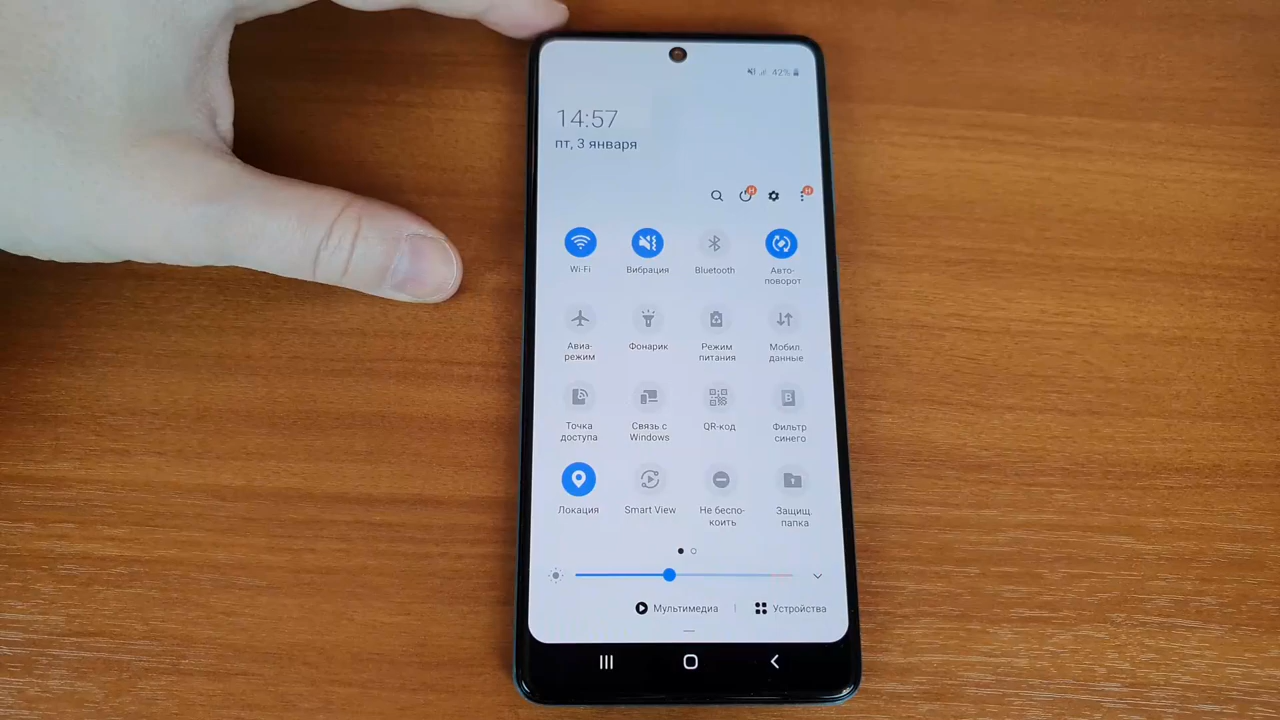 42%
14:57
пт, 3 января
Н Н
Wi-Fi Вибрация Bluetooth Авто-
поворот
Авиа- Фонарик Режим Мобил.
режим питания данные
Точка Связь с QR-код Фильтр
доступа Windows синего
Локация Smart View Не беспо- Защищ.
коить папка
Мультимедиа | Устройства